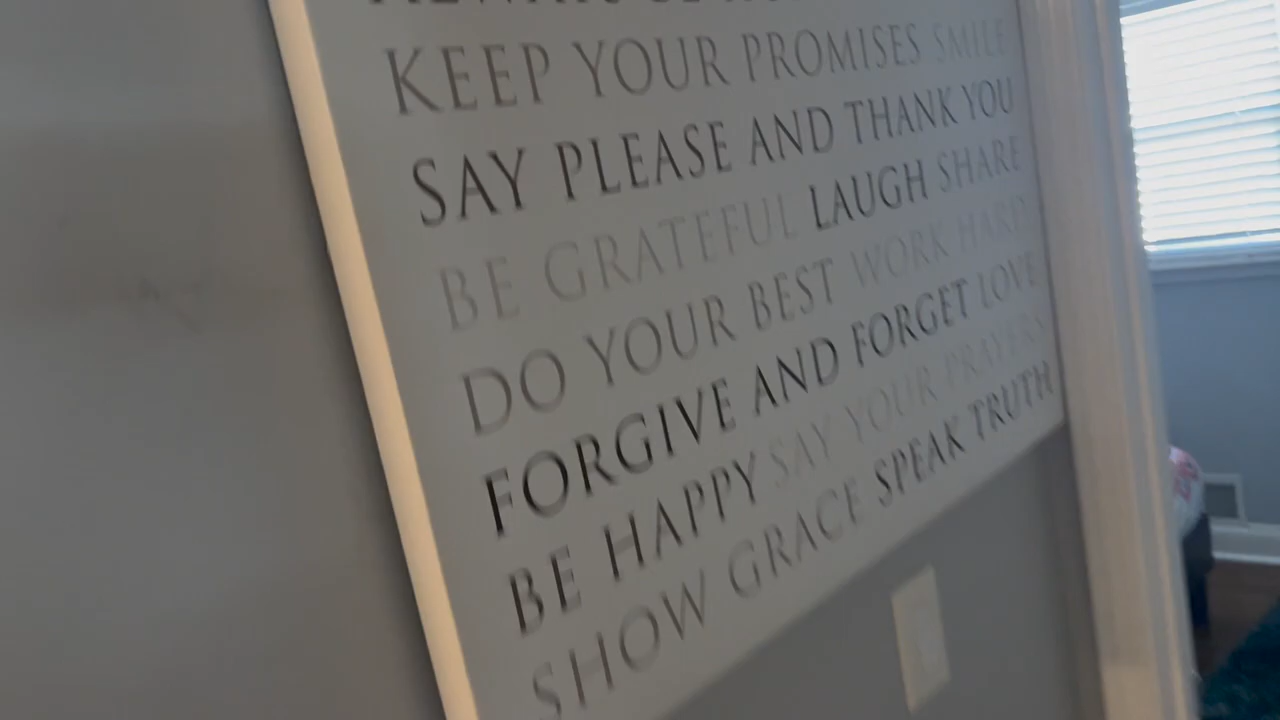 KEEP YOUR PROMISES SMILE
SAY PLEASE AND THANK YOU
BE GRATEFUL LAUGH SHARE
DO YOUR BEST WORK HARD
FORGIVE AND FORGET LOVE
BE HAPPY SAY YOUR PRAYERS
SHOW GRACE SPEAK TRUTH